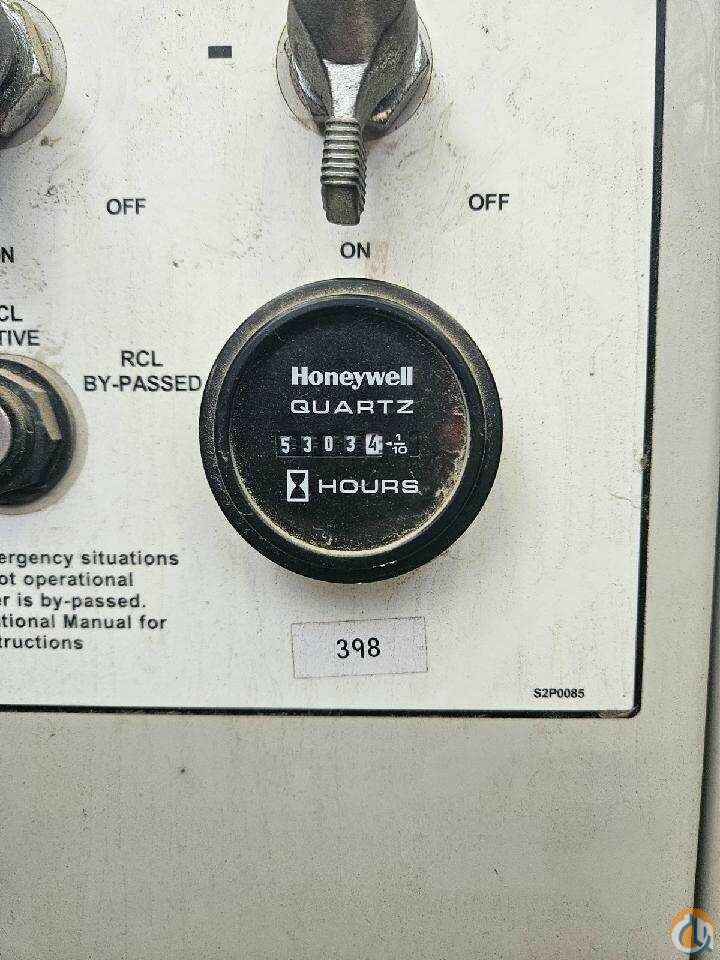 OFF
OFF
ON
N
CL
TIVE
RCL
BY-PASSED
Honeywell
QUARTZ
5 3 0 3 4 - 1/10
HOURS
ergency situations
ot operational
er is by-passed.
tional Manual for
tructions
398
S2P0085